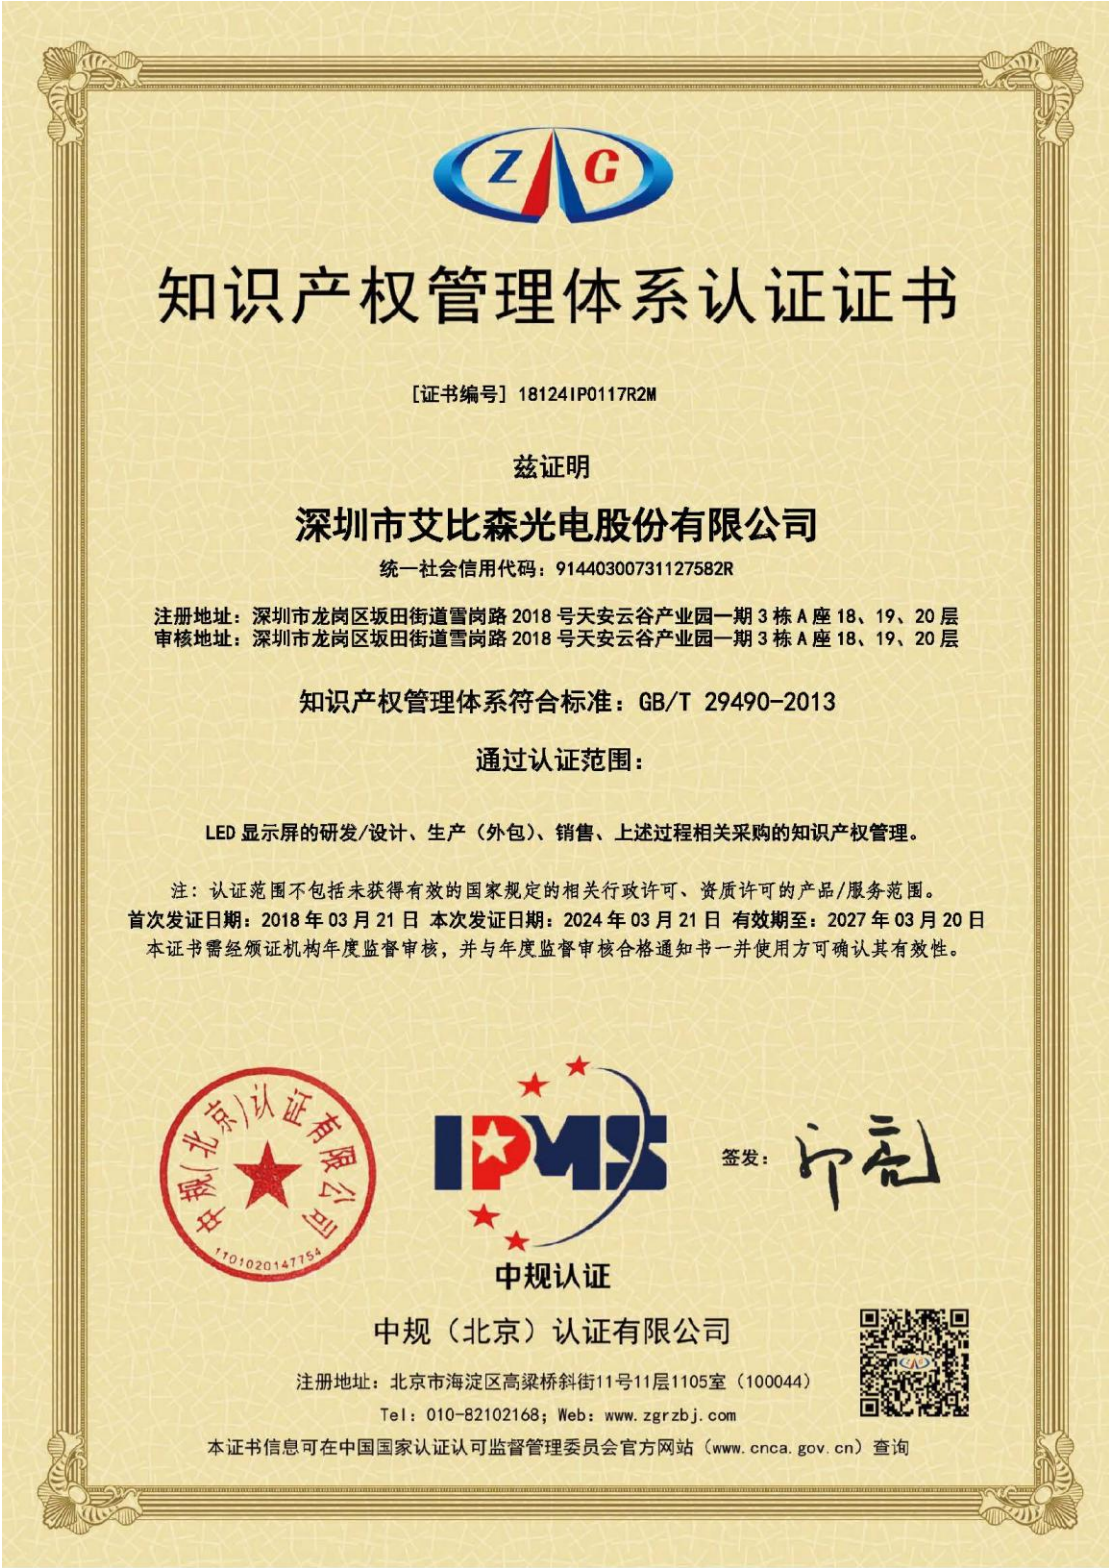 Z G
知识产权管理体系认证证书
[证书编号] 18124IP0117R2M
兹证明
深圳市艾比森光电股份有限公司
统一社会信用代码：91440300731127582R
注册地址：深圳市龙岗区坂田街道雪岗路 2018 号天安云谷产业园一期 3 栋 A 座 18、19、20 层
审核地址：深圳市龙岗区坂田街道雪岗路 2018 号天安云谷产业园一期 3 栋 A 座 18、19、20 层
知识产权管理体系符合标准：GB/T 29490-2013
通过认证范围：
LED 显示屏的研发/设计、生产（外包）、销售、上述过程相关采购的知识产权管理。
注：认证范围不包括未获得有效的国家规定的相关行政许可、资质许可的产品/服务范围。
首次发证日期：2018 年 03 月 21 日 本次发证日期：2024 年 03 月 21 日 有效期至：2027 年 03 月 20 日
本证书需经颁证机构年度监督审核，并与年度监督审核合格通知书一并使用方可确认其有效性。
中规(北京)认证有限公司
1101020147754
IPMS
中规认证
签发：
中规（北京）认证有限公司
注册地址：北京市海淀区高梁桥斜街11号11层1105室（100044）
Tel：010-82102168；Web：www.zgrzbj.com
本证书信息可在中国国家认证认可监督管理委员会官方网站（www.cnca.gov.cn）查询